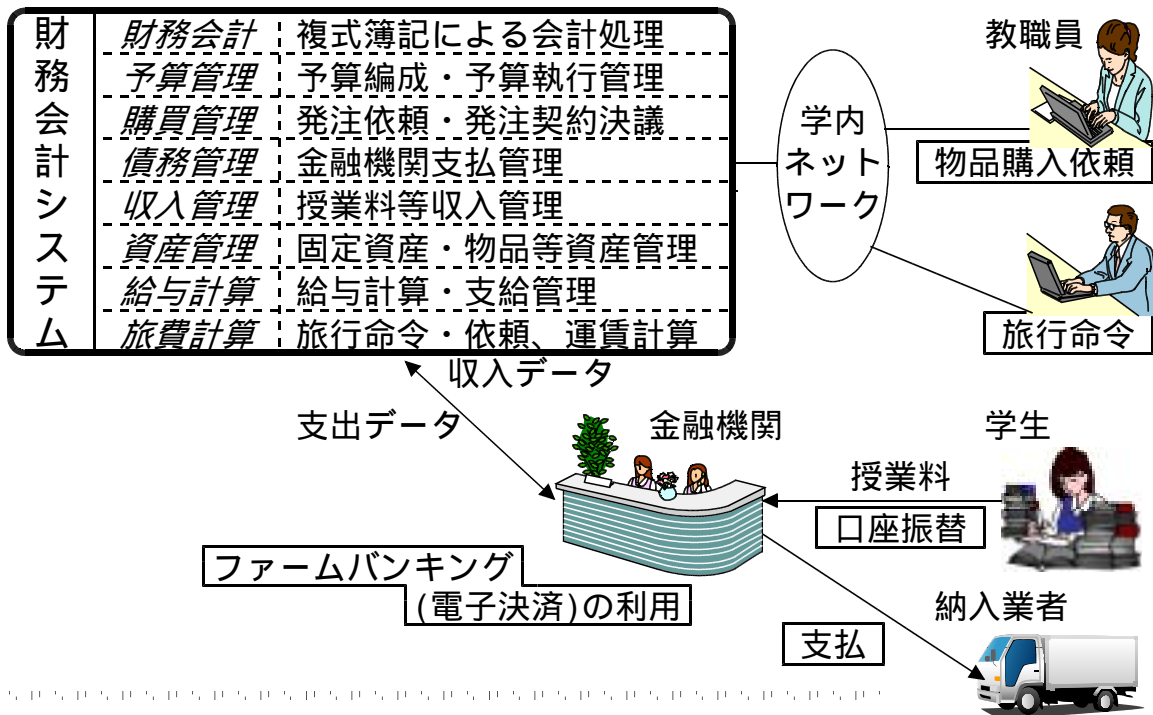 財務会計システム
財務会計 複式簿記による会計処理
予算管理 予算編成・予算執行管理
購買管理 発注依頼・発注契約決議
債務管理 金融機関支払管理
収入管理 授業料等収入管理
資産管理 固定資産・物品等資産管理
給与計算 給与計算・支給管理
旅費計算 旅行命令・依頼、運賃計算
学内
ネット
ワーク
教職員
物品購入依頼
旅行命令
収入データ
支出データ
金融機関
学生
授業料
口座振替
ファームバンキング
(電子決済)の利用
納入業者
支払